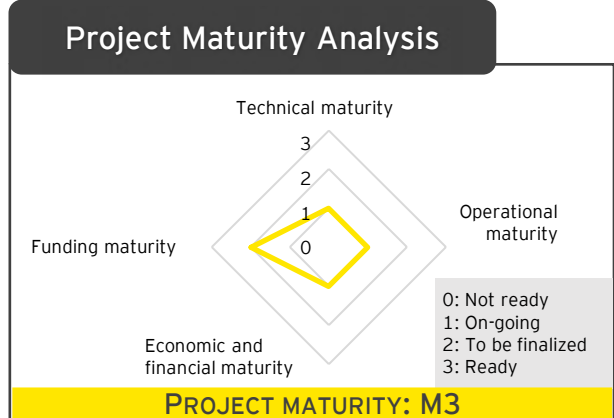 Project Maturity Analysis
Technical maturity
3
2
1
0
Operational
maturity
Funding maturity
Economic and
financial maturity
0: Not ready
1: On-going
2: To be finalized
3: Ready
PROJECT MATURITY: M3